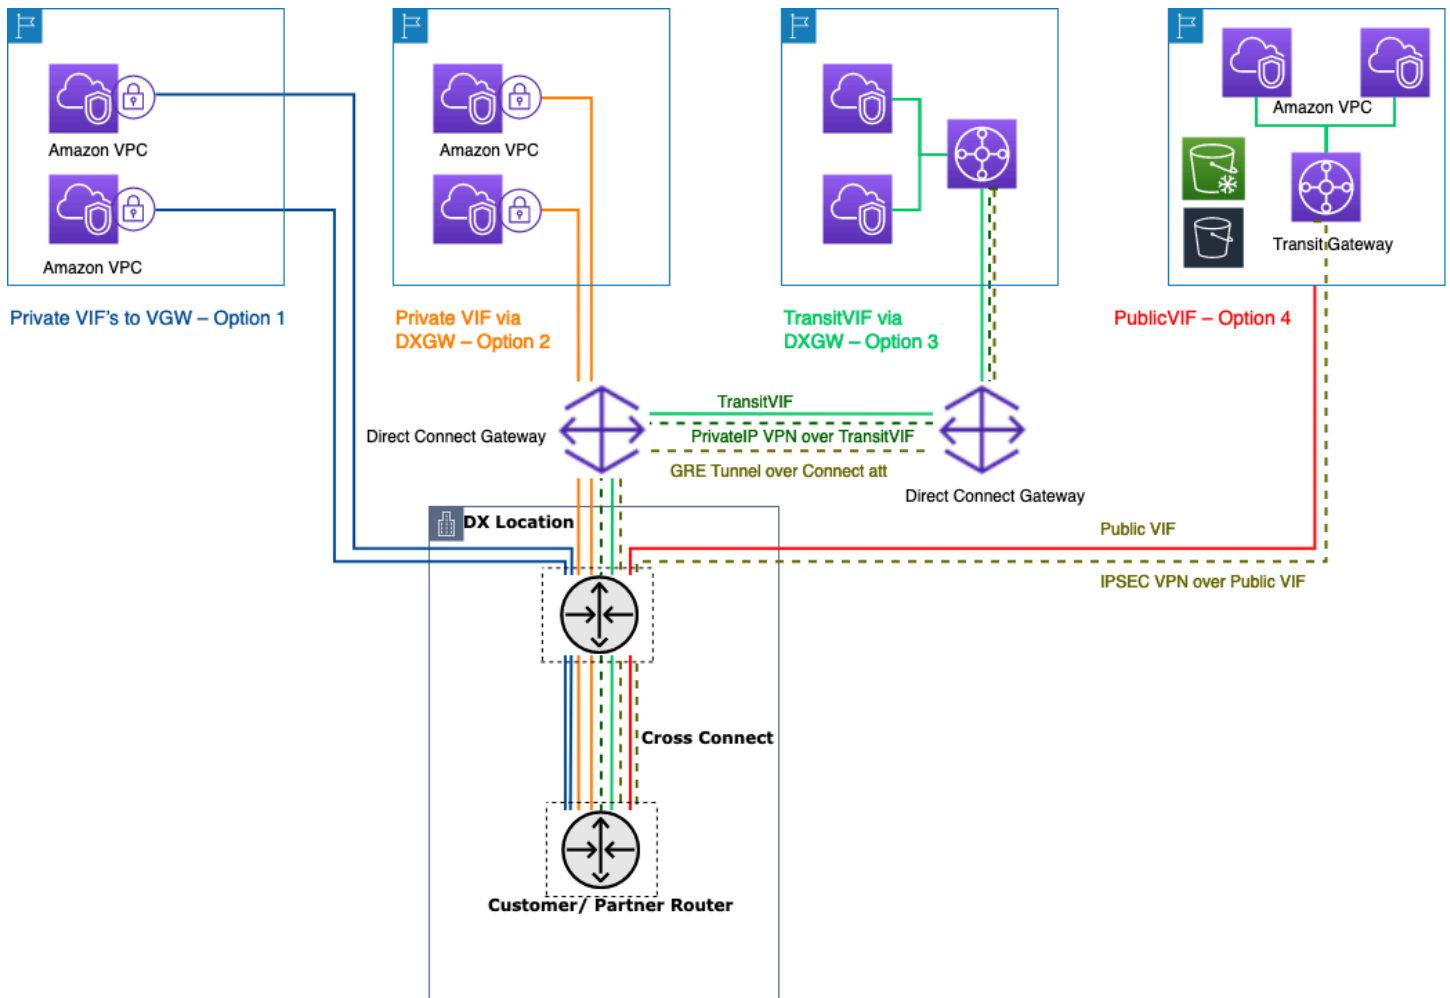 Amazon VPC
Amazon VPC
Private VIF's to VGW – Option 1
Amazon VPC
Private VIF via
DXGW – Option 2
TransitVIF via
DXGW – Option 3
Amazon VPC
Transit Gateway
PublicVIF – Option 4
Direct Connect Gateway
TransitVIF
PrivateIP VPN over TransitVIF
GRE Tunnel over Connect att
Direct Connect Gateway
DX Location
Public VIF
IPSEC VPN over Public VIF
Cross Connect
Customer/ Partner Router